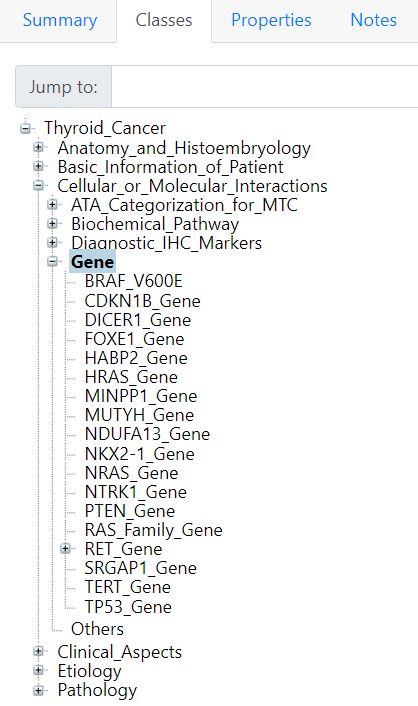 Summary Classes Properties Notes
Jump to:
Thyroid_Cancer
Anatomy_and_Histoembryology
Basic_Information_of_Patient
Cellular_or_Molecular_Interactions
ATA_Categorization_for_MTC
Biochemical_Pathway
Diagnostic_IHC_Markers
Gene
BRAF_V600E
CDKN1B_Gene
DICER1_Gene
FOXE1_Gene
HABP2_Gene
HRAS_Gene
MINPP1_Gene
MUTYH_Gene
NDUFA13_Gene
NKX2-1_Gene
NRAS_Gene
NTRK1_Gene
PTEN_Gene
RAS_Family_Gene
RET_Gene
SRGAP1_Gene
TERT_Gene
TP53_Gene
Others
Clinical_Aspects
Etiology
Pathology